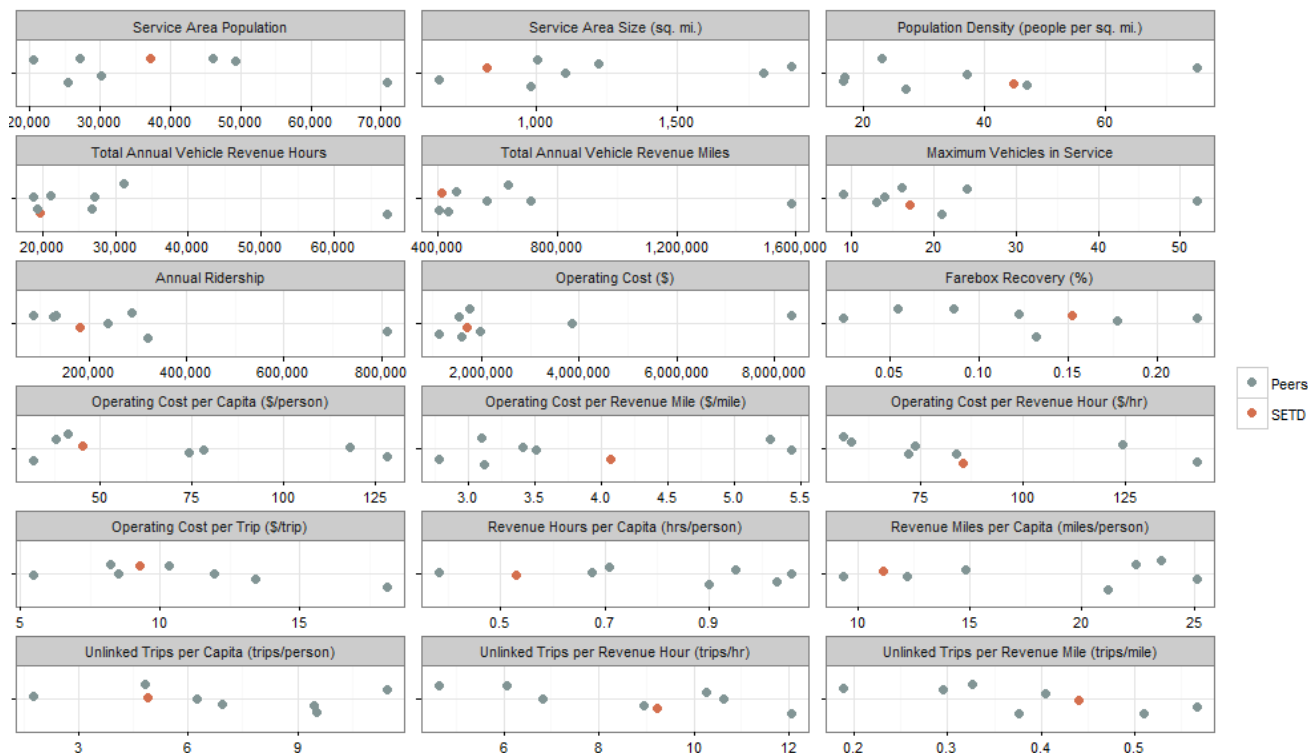 Service Area Population
Service Area Size (sq. mi.)
Population Density (people per sq. mi.)
20,000 30,000 40,000 50,000 60,000 70,000
1,000 1,500
20 40 60
Total Annual Vehicle Revenue Hours
Total Annual Vehicle Revenue Miles
Maximum Vehicles in Service
20,000 30,000 40,000 50,000 60,000
400,000 800,000 1,200,000 1,600,000
10 20 30 40 50
Annual Ridership
Operating Cost ($)
Farebox Recovery (%)
200,000 400,000 600,000 800,000
2,000,000 4,000,000 6,000,000 8,000,000
0.05 0.10 0.15 0.20
Peers
SETD
Operating Cost per Capita ($/person)
Operating Cost per Revenue Mile ($/mile)
Operating Cost per Revenue Hour ($/hr)
50 75 100 125
3.0 3.5 4.0 4.5 5.0 5.5
75 100 125
Operating Cost per Trip ($/trip)
Revenue Hours per Capita (hrs/person)
Revenue Miles per Capita (miles/person)
5 10 15
0.5 0.7 0.9
10 15 20 25
Unlinked Trips per Capita (trips/person)
Unlinked Trips per Revenue Hour (trips/hr)
Unlinked Trips per Revenue Mile (trips/mile)
3 6 9
6 8 10 12
0.2 0.3 0.4 0.5